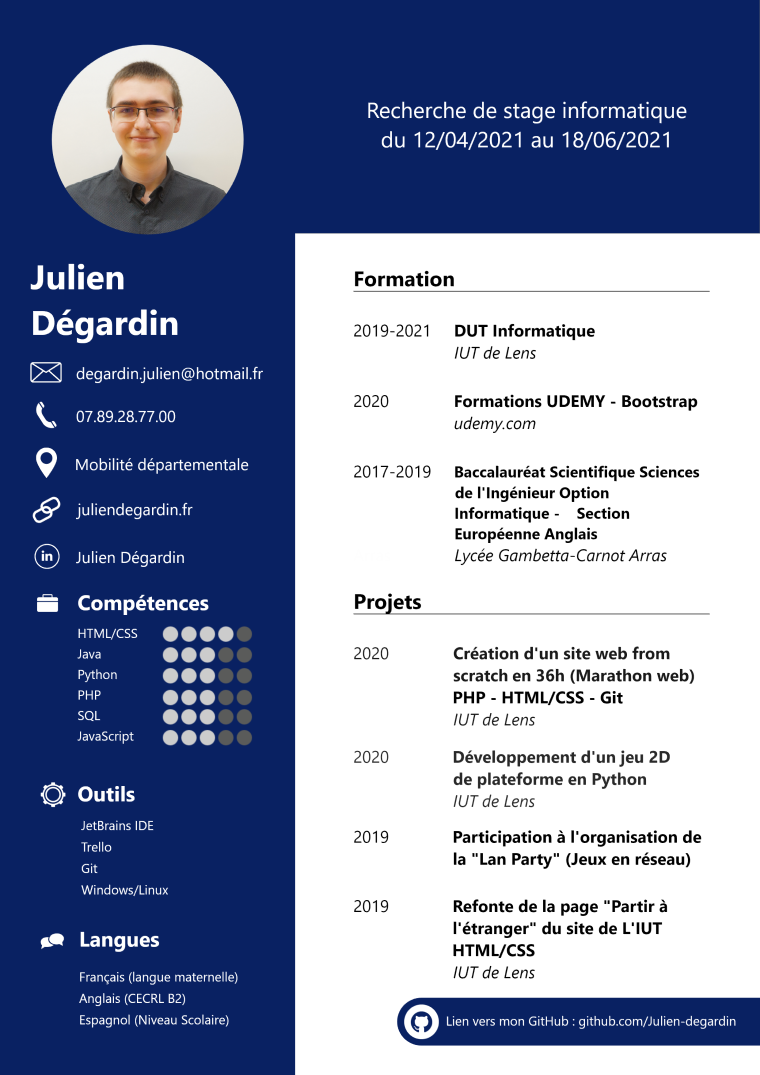 Recherche de stage informatique
du 12/04/2021 au 18/06/2021
Julien
Dégardin
degardin.julien@hotmail.fr
07.89.28.77.00
Mobilité départementale
juliendegardin.fr
in
Julien Dégardin
Compétences
HTML/CSS
Java
Python
PHP
SQL
JavaScript
Outils
JetBrains IDE
Trello
Git
Windows/Linux
Langues
Français (langue maternelle)
Anglais (CECRL B2)
Espagnol (Niveau Scolaire)
Formation
2019-2021 DUT Informatique
IUT de Lens
2020 Formations UDEMY - Bootstrap
udemy.com
2017-2019 Baccalauréat Scientifique Sciences
de l'Ingénieur Option
Informatique - Section
Européenne Anglais
Lycée Gambetta-Carnot Arras
Projets
2020 Création d'un site web from
scratch en 36h (Marathon web)
PHP - HTML/CSS - Git
IUT de Lens
2020 Développement d'un jeu 2D
de plateforme en Python
IUT de Lens
2019 Participation à l'organisation de
la "Lan Party" (Jeux en réseau)
2019 Refonte de la page "Partir à
l'étranger" du site de L'IUT
HTML/CSS
IUT de Lens
Lien vers mon GitHub : github.com/Julien-degardin